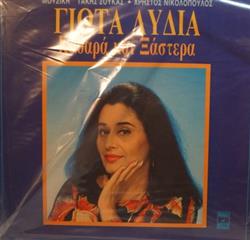 ΜΟΥΣΙΚΗ ΤΑΚΗΣ ΣΟΥΚΑΣ • ΧΡΗΣΤΟΣ ΝΙΚΟΛΟΠΟΥΛΟΣ
ΓΙΩΤΑ ΛΥΔΙΑ
και Ξάστερα